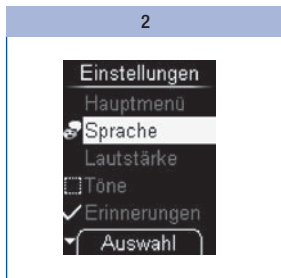 2
Einstellungen
Hauptmenü
Sprache
Lautstärke
Töne
Erinnerungen
Auswahl